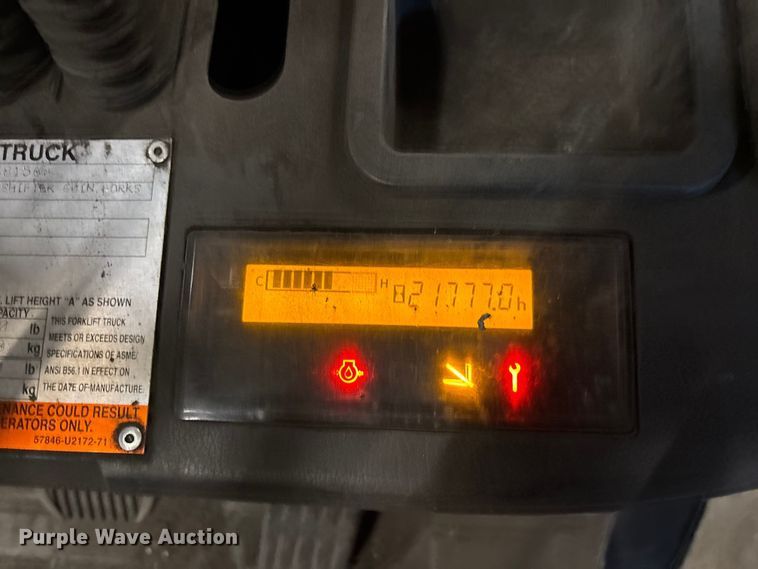 TRUCK
C H
21,777.0h
LIFT HEIGHT "A" AS SHOWN
lb THIS FORKLIFT TRUCK
kg MEETS OR EXCEEDS DESIGN
SPECIFICATIONS OF ASME/
lb ANSI B56.1 IN EFFECT ON
kg THE DATE OF MANUFACTURE.
NANCE COULD RESULT
ERATORS ONLY.
57846-U2172-71
Purple Wave Auction